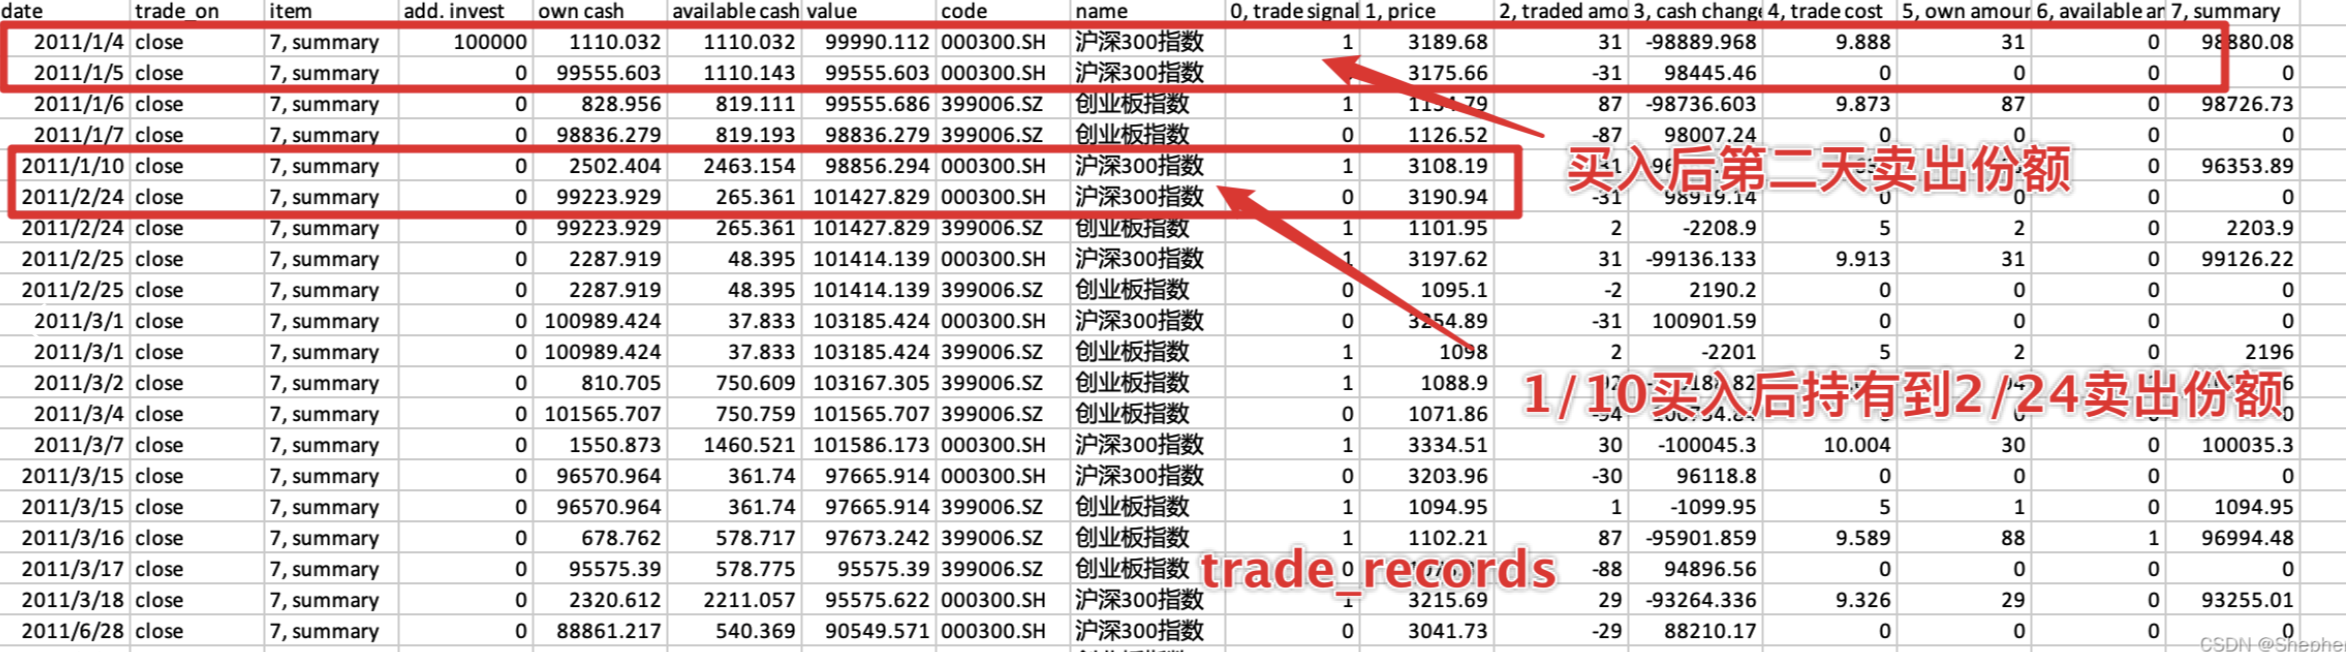 date trade_on item add. invest own cash available cash value code name 0, trade signal 1, price 2, traded amo 3, cash change 4, trade cost 5, own amour 6, available ar 7, summary
2011/1/4 close 7, summary 100000 1110.032 1110.032 99990.112 000300.SH 沪深300指数 1 3189.68 31 -98889.968 9.888 31 0 98880.08
2011/1/5 close 7, summary 0 99555.603 1110.143 99555.603 000300.SH 沪深300指数 3175.66 -31 98445.46 0 0 0 0
2011/1/6 close 7, summary 0 828.956 819.111 99555.686 399006.SZ 创业板指数 1 87 -98736.603 9.873 87 0 98726.73
2011/1/7 close 7, summary 0 98836.279 819.193 98836.279 399006.SZ 创业板指数 0 1126.52 -87 98007.24 0 0 0 0
2011/1/10 close 7, summary 0 2502.404 2463.154 98856.294 000300.SH 沪深300指数 1 3108.19 96353.89
买入后第二天卖出份额
2011/2/24 close 7, summary 0 99223.929 265.361 101427.829 000300.SH 沪深300指数 0 3190.94 -31 98919.14 0 0 0 0
2011/2/24 close 7, summary 0 99223.929 265.361 101427.829 399006.SZ 创业板指数 1 1101.95 2 -2208.9 5 2 0 2203.9
2011/2/25 close 7, summary 0 2287.919 48.395 101414.139 000300.SH 沪深300指数 1 3197.62 31 -99136.133 9.913 31 0 99126.22
2011/2/25 close 7, summary 0 2287.919 48.395 101414.139 399006.SZ 创业板指数 0 1095.1 -2 2190.2 0 0 0 0
2011/3/1 close 7, summary 0 100989.424 37.833 103185.424 000300.SH 沪深300指数 0 3254.89 -31 100901.59 0 0 0 0
2011/3/1 close 7, summary 0 100989.424 37.833 103185.424 399006.SZ 创业板指数 1 1098 2 -2201 5 2 0 2196
2011/3/2 close 7, summary 0 810.705 750.609 103167.305 399006.SZ 创业板指数 1 1088.9
1/10买入后持有到2/24卖出份额
2011/3/4 close 7, summary 0 101565.707 750.759 101565.707 399006.SZ 创业板指数 0 1071.86 -94 0 0 0 0
2011/3/7 close 7, summary 0 1550.873 1460.521 101586.173 000300.SH 沪深300指数 1 3334.51 30 -100045.3 10.004 30 0 100035.3
2011/3/15 close 7, summary 0 96570.964 361.74 97665.914 000300.SH 沪深300指数 0 3203.96 -30 96118.8 0 0 0 0
2011/3/15 close 7, summary 0 96570.964 361.74 97665.914 399006.SZ 创业板指数 1 1094.95 1 -1099.95 5 1 0 1094.95
2011/3/16 close 7, summary 0 678.762 578.717 97673.242 399006.SZ 创业板指数 1 1102.21 87 -95901.859 9.589 88 1 96994.48
2011/3/17 close 7, summary 0 95575.39 578.775 95575.39 399006.SZ 创业板指数 -88 94896.56 0 0 0 0
trade_records
2011/3/18 close 7, summary 0 2320.612 2211.057 95575.622 000300.SH 沪深300指数 1 3215.69 29 -93264.336 9.326 29 0 93255.01
2011/6/28 close 7, summary 0 88861.217 540.369 90549.571 000300.SH 沪深300指数 0 3041.73 -29 88210.17 0 0 0 0
CSDN @Shephe